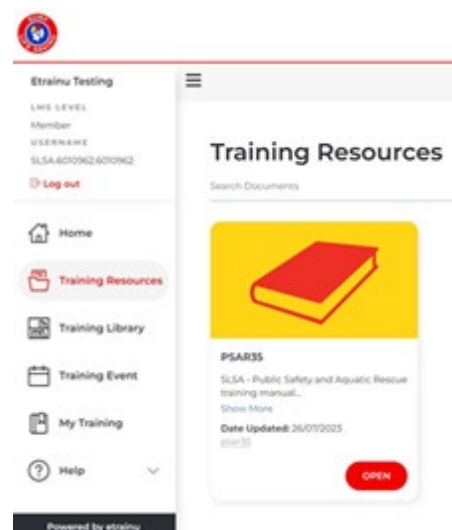 Etrainu Testing
LMS LEVEL
Member
USERNAME
SLSA.6010962.6010962
Log out
Home
Training Resources
Training Library
Training Event
My Training
Help
Powered by etrainu
Training Resources
Search Documents
PSAR35
SLSA - Public Safety and Aquatic Rescue
training manual...
Show More
Date Updated: 26/07/2023
psar35
OPEN